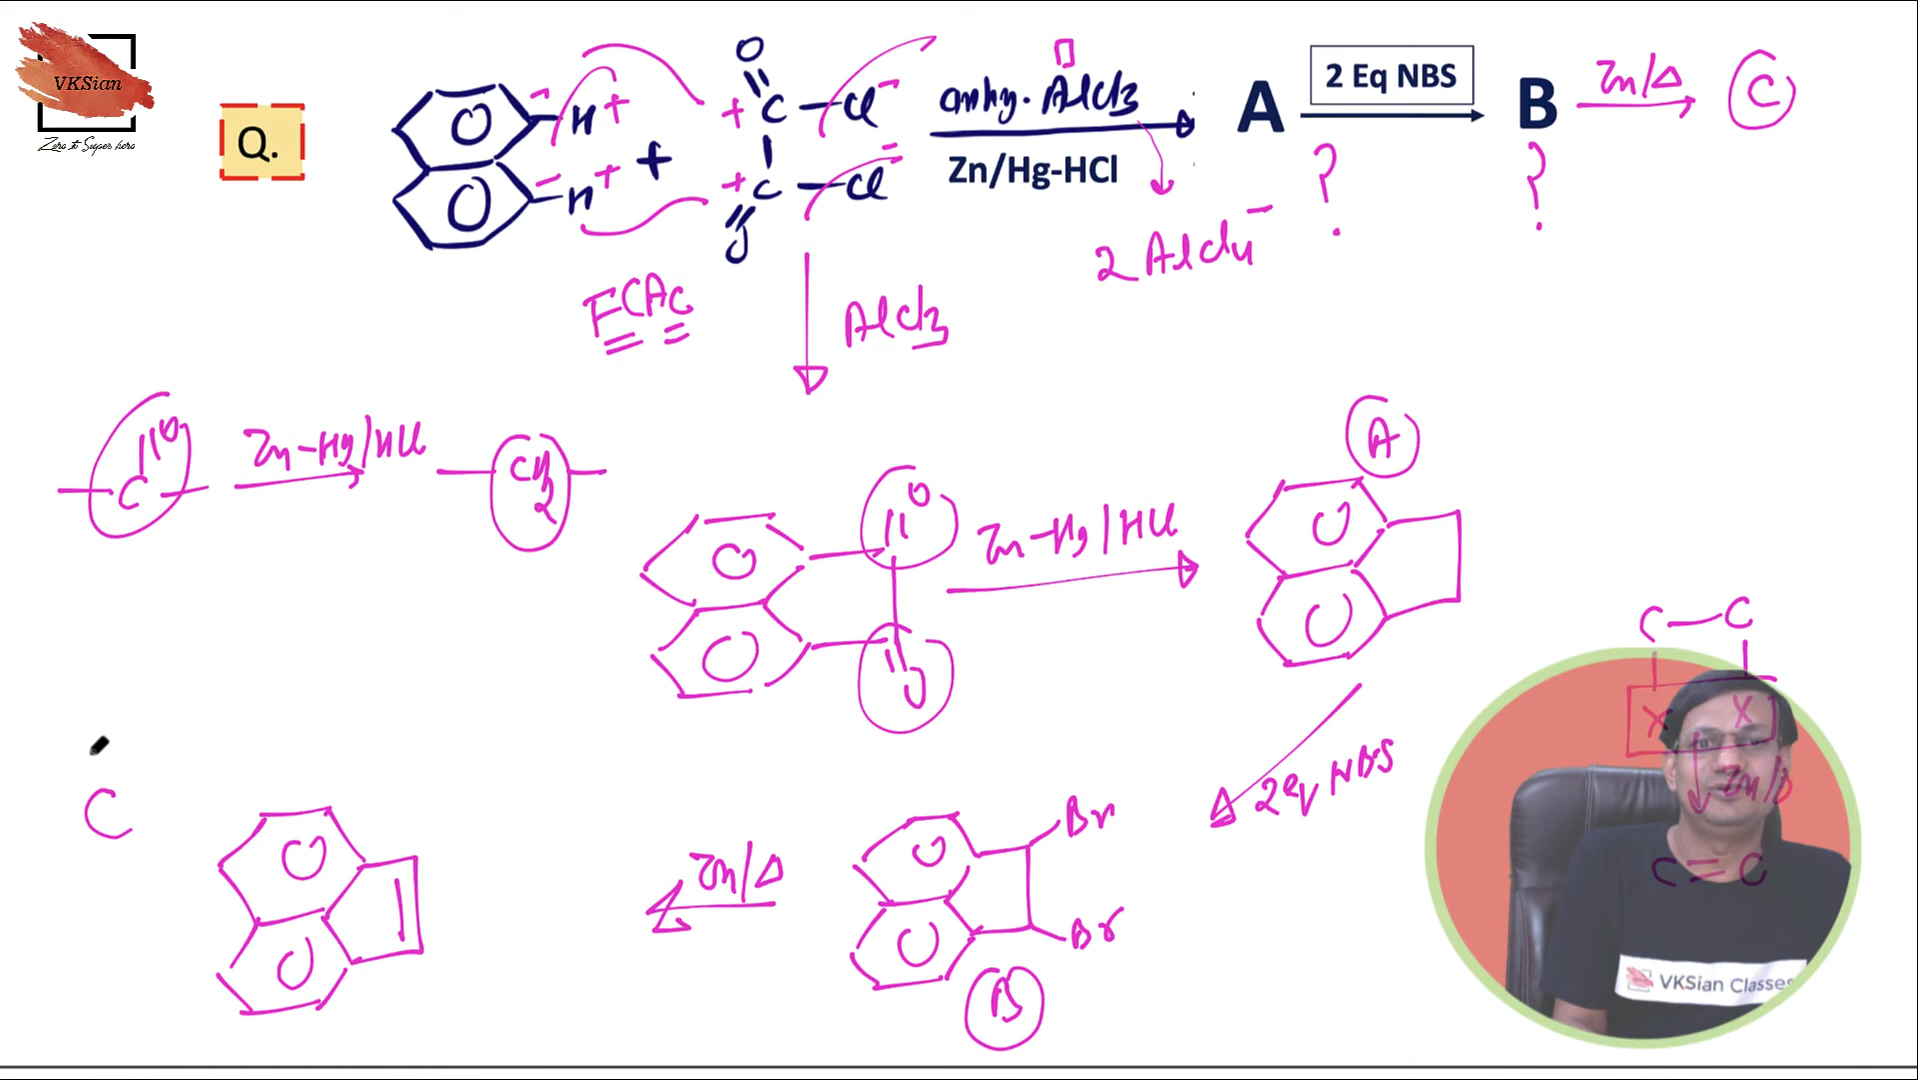 VKSian
Zero to Super hero
Q.
H
H
+
O
C - Cl
C - Cl
O
anhy. AlCl3
Zn/Hg-HCl
A
2 Eq NBS
B
Zn/Δ
C
?
?
2 AlCl4-
FCAC
AlCl3
O
C
Zn-Hg/HCl
CH2
O
O
Zn-Hg/HCl
A
C-C
X X
Zn/Δ
C=C
2eq NBS
Br
Br
B
Zn/Δ
C
VKSian Classes